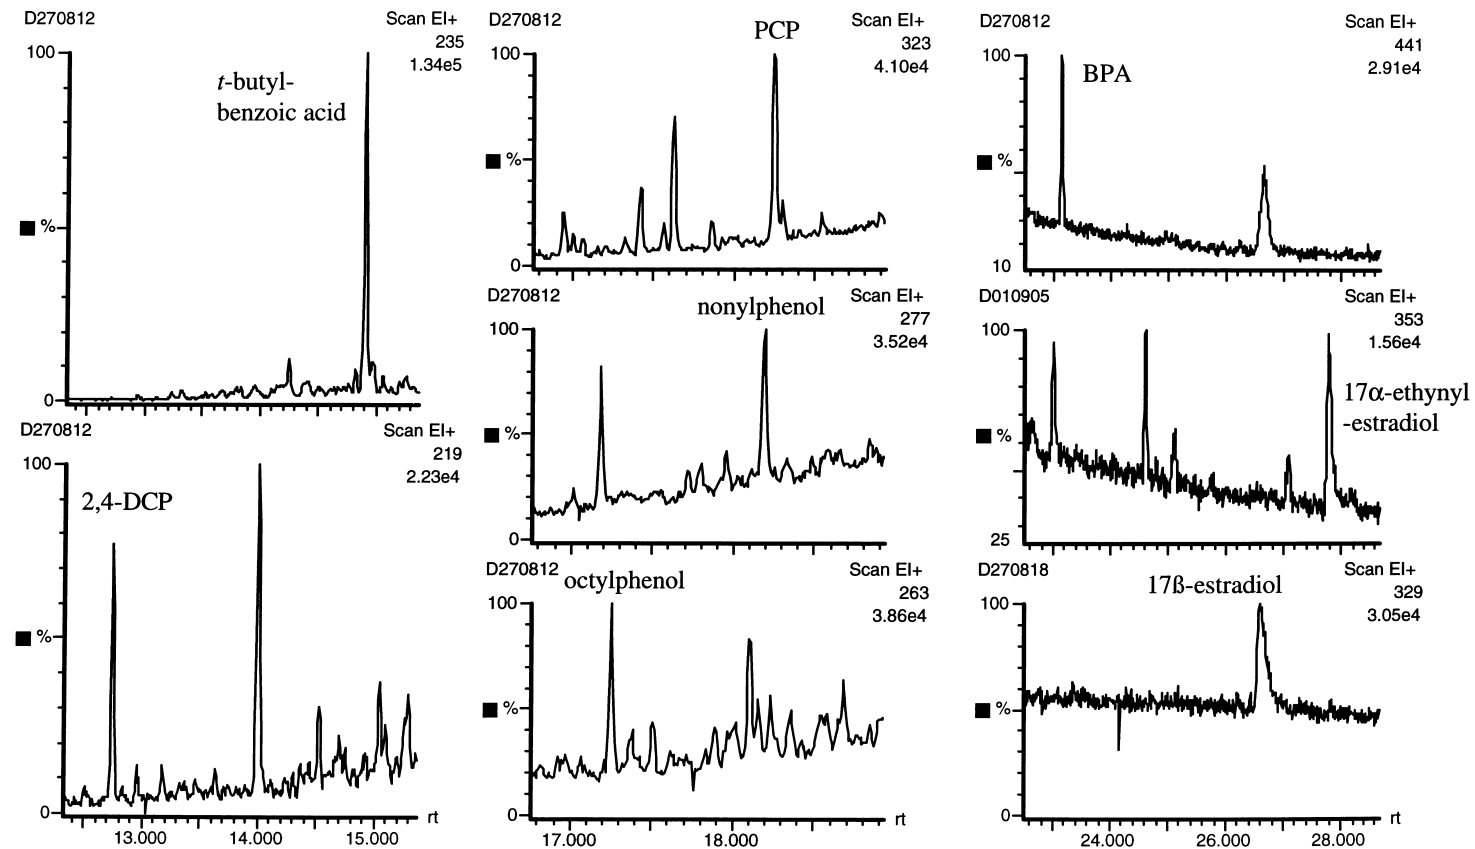 D270812
Scan EI+
235
1.34e5
100
t-butyl-
benzoic acid
%
0
D270812
Scan EI+
219
2.23e4
100
2,4-DCP
%
0
13.000
14.000
15.000
rt
D270812
PCP
Scan EI+
323
4.10e4
100
%
0
D270812
nonylphenol
Scan EI+
277
3.52e4
100
%
0
D270812
octylphenol
Scan EI+
263
3.86e4
100
%
0
17.000
18.000
rt
D270812
Scan EI+
441
2.91e4
100
BPA
%
10
D010905
Scan EI+
353
1.56e4
100
17α-ethynyl
-estradiol
%
25
D270818
17ß-estradiol
Scan EI+
329
3.05e4
100
%
0
24.000
26.000
28.000
rt